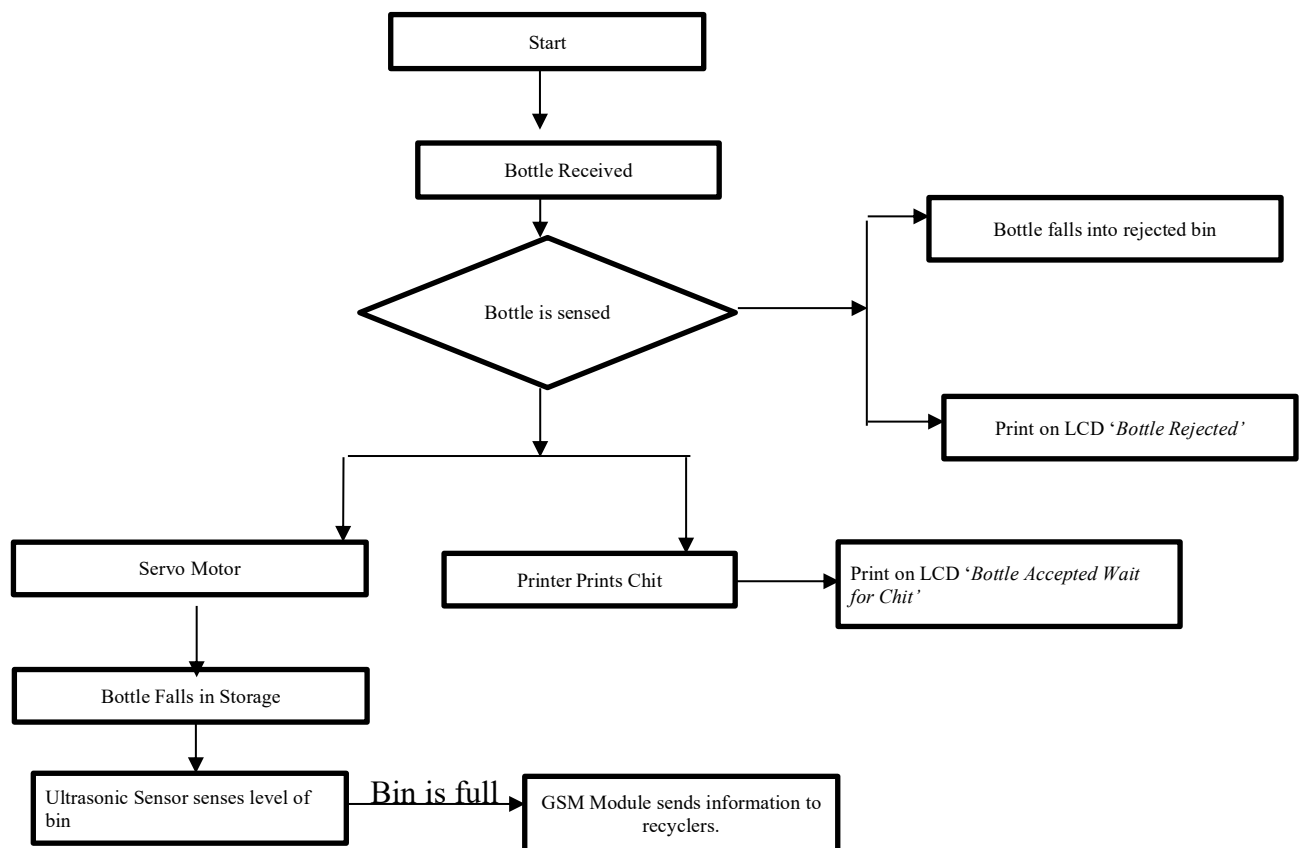 Start
Bottle Received
Bottle falls into rejected bin
Bottle is sensed
Print on LCD ‘Bottle Rejected’
Servo Motor
Printer Prints Chit
Print on LCD ‘Bottle Accepted Wait
for Chit’
Bottle Falls in Storage
Ultrasonic Sensor senses level of
bin
Bin is full
GSM Module sends information to
recyclers.